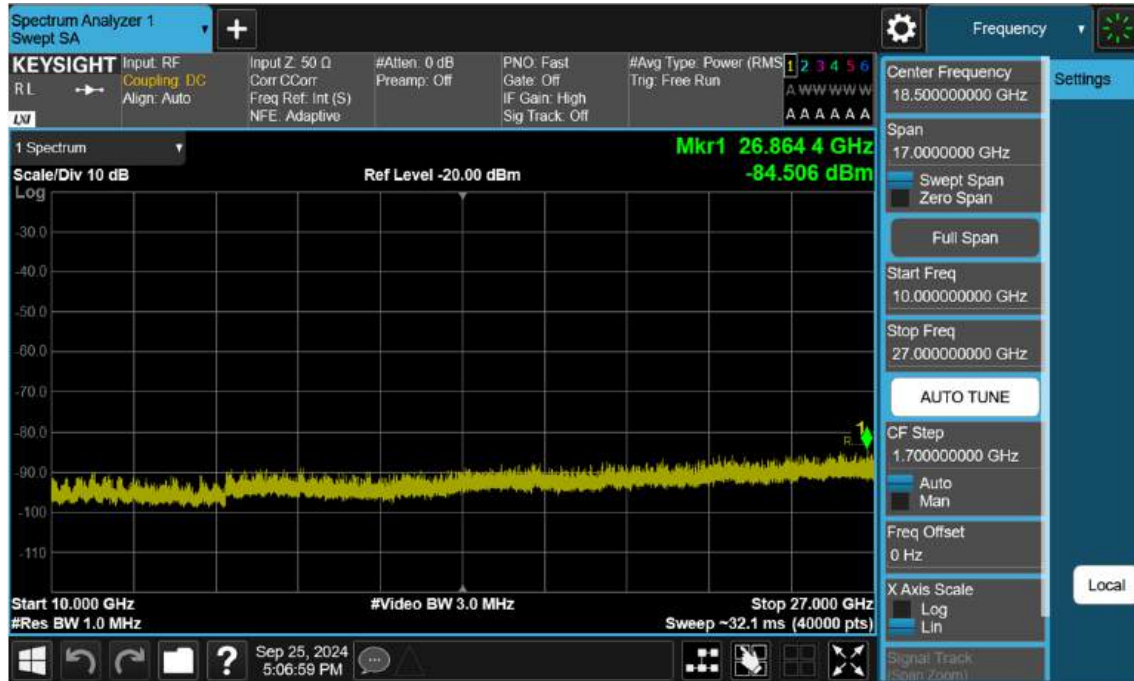 Spectrum Analyzer 1
Swept SA
Frequency
KEYSIGHT
RL
LXI
Input: RF
Coupling: DC
Align: Auto
Input Z: 50 Ω
Corr CCorr
Freq Ref: Int (S)
NFE: Adaptive
#Atten: 0 dB
Preamp: Off
PNO: Fast
Gate: Off
IF Gain: High
Sig Track: Off
#Avg Type: Power (RMS
Trig: Free Run
1 2 3 4 5 6
A W W W W W
A A A A A A
1 Spectrum
Scale/Div 10 dB
Ref Level -20.00 dBm
Mkr1 26.864 4 GHz
-84.506 dBm
Log
-30.0
-40.0
-50.0
-60.0
-70.0
-80.0
-90.0
-100
-110
1
R...
Start 10.000 GHz
#Video BW 3.0 MHz
Stop 27.000 GHz
#Res BW 1.0 MHz
Sweep ~32.1 ms (40000 pts)
Sep 25, 2024
5:06:59 PM
Center Frequency
18.500000000 GHz
Span
17.0000000 GHz
Swept Span
Zero Span
Full Span
Start Freq
10.000000000 GHz
Stop Freq
27.000000000 GHz
AUTO TUNE
CF Step
1.700000000 GHz
Auto
Man
Freq Offset
0 Hz
X Axis Scale
Log
Lin
Signal Track
(Span Zoom)
Settings
Local